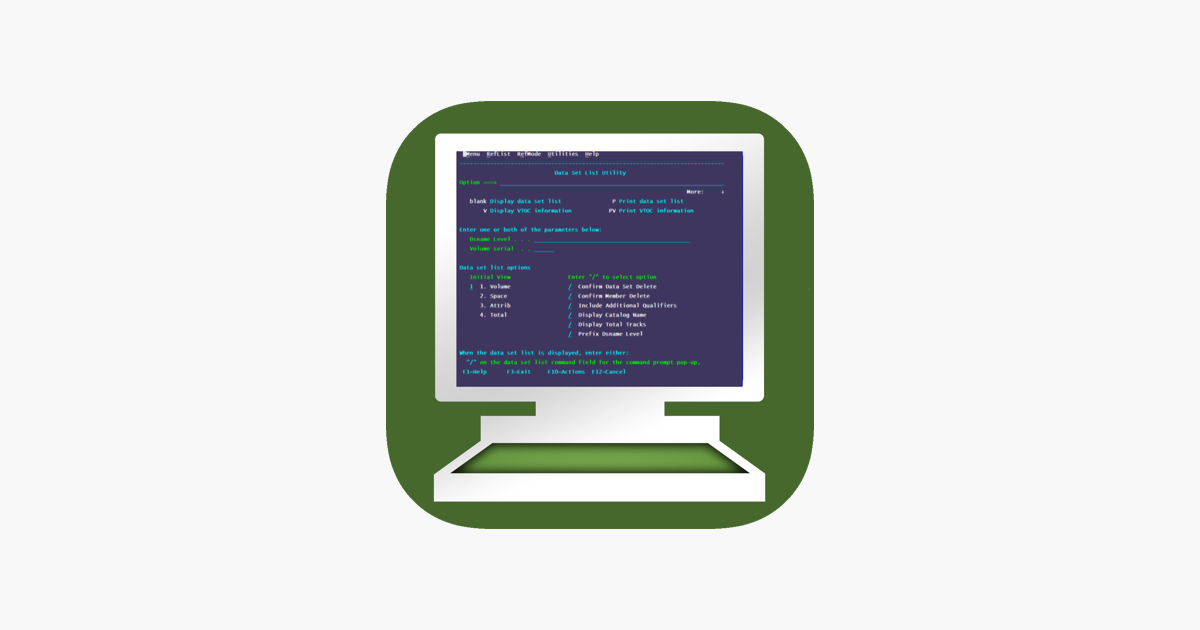 Menu RefList RefMode Utilities Help
Data Set List Utility
Option ===>
More: +
blank Display data set list P Print data set list
V Display VTOC information PV Print VTOC information
Enter one or both of the parameters below:
Dsname Level . . .
Volume serial . .
Data set list options
Initial View Enter "/" to select option
1 1. Volume / Confirm Data Set Delete
2. Space / Confirm Member Delete
3. Attrib / Include Additional Qualifiers
4. Total / Display Catalog Name
/ Display Total Tracks
/ Prefix Dsname Level
When the data set list is displayed, enter either:
"/" on the data set list command field for the command prompt pop-up,
F1=Help F3=Exit F10=Actions F12=Cancel